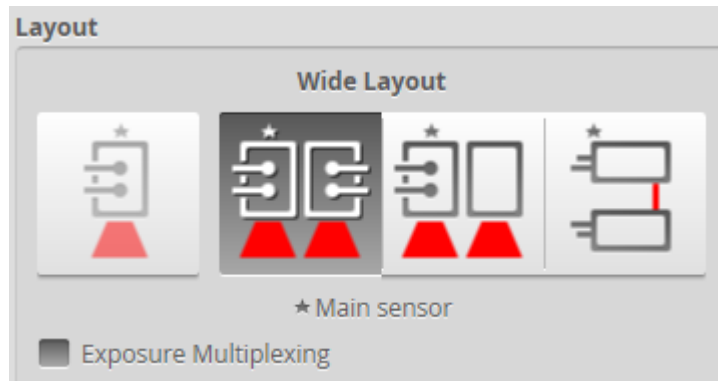 Layout
Wide Layout
★ Main sensor
Exposure Multiplexing